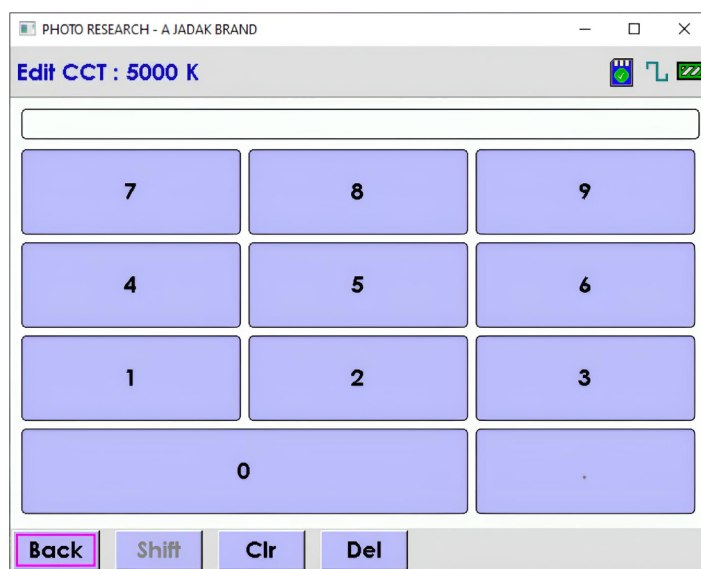 PHOTO RESEARCH - A JADAK BRAND
Edit CCT : 5000 K
7 8 9
4 5 6
1 2 3
0 .
Back Shift Clr Del